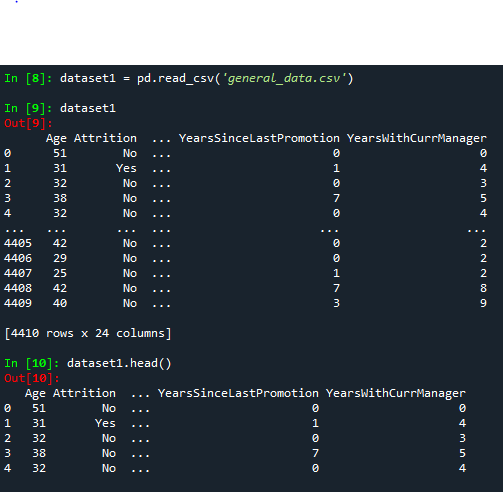 In [8]: dataset1 = pd.read_csv('general_data.csv')
In [9]: dataset1
Out[9]:
Age Attrition ... YearsSinceLastPromotion YearsWithCurrManager
0 51 No ... 0 0
1 31 Yes ... 1 4
2 32 No ... 0 3
3 38 No ... 7 5
4 32 No ... 0 4
... ... ... ... ... ...
4405 42 No ... 0 2
4406 29 No ... 0 2
4407 25 No ... 1 2
4408 42 No ... 7 8
4409 40 No ... 3 9
[4410 rows x 24 columns]
In [10]: dataset1.head()
Out[10]:
Age Attrition ... YearsSinceLastPromotion YearsWithCurrManager
0 51 No ... 0 0
1 31 Yes ... 1 4
2 32 No ... 0 3
3 38 No ... 7 5
4 32 No ... 0 4